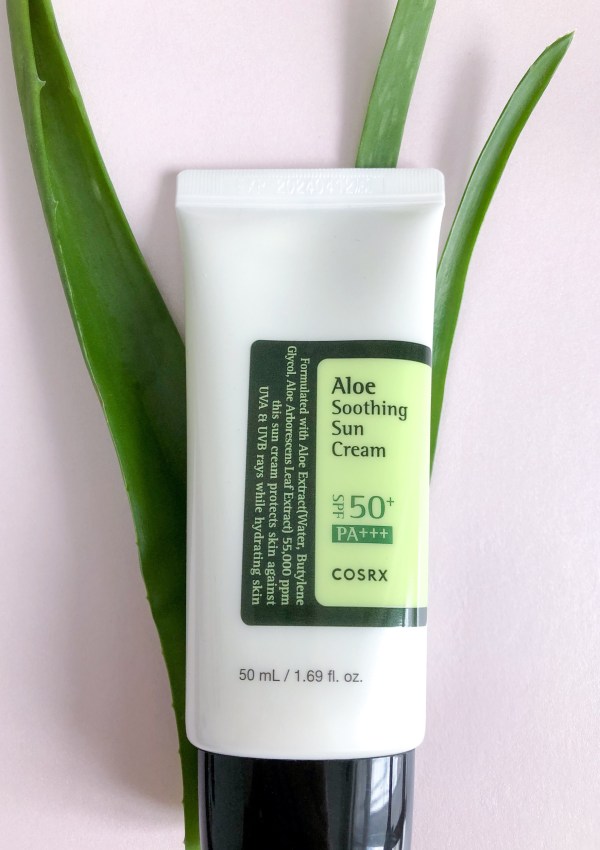 Aloe
Soothing
Sun
Cream
SPF 50+
PA+++
COSRX
Formulated with Aloe Extract(Water, Butylene
Glycol, Aloe Arborescens Leaf Extract) 55,000 ppm
this sun cream protects skin against
UVA & UVB rays while hydrating skin
50 mL / 1.69 fl. oz.